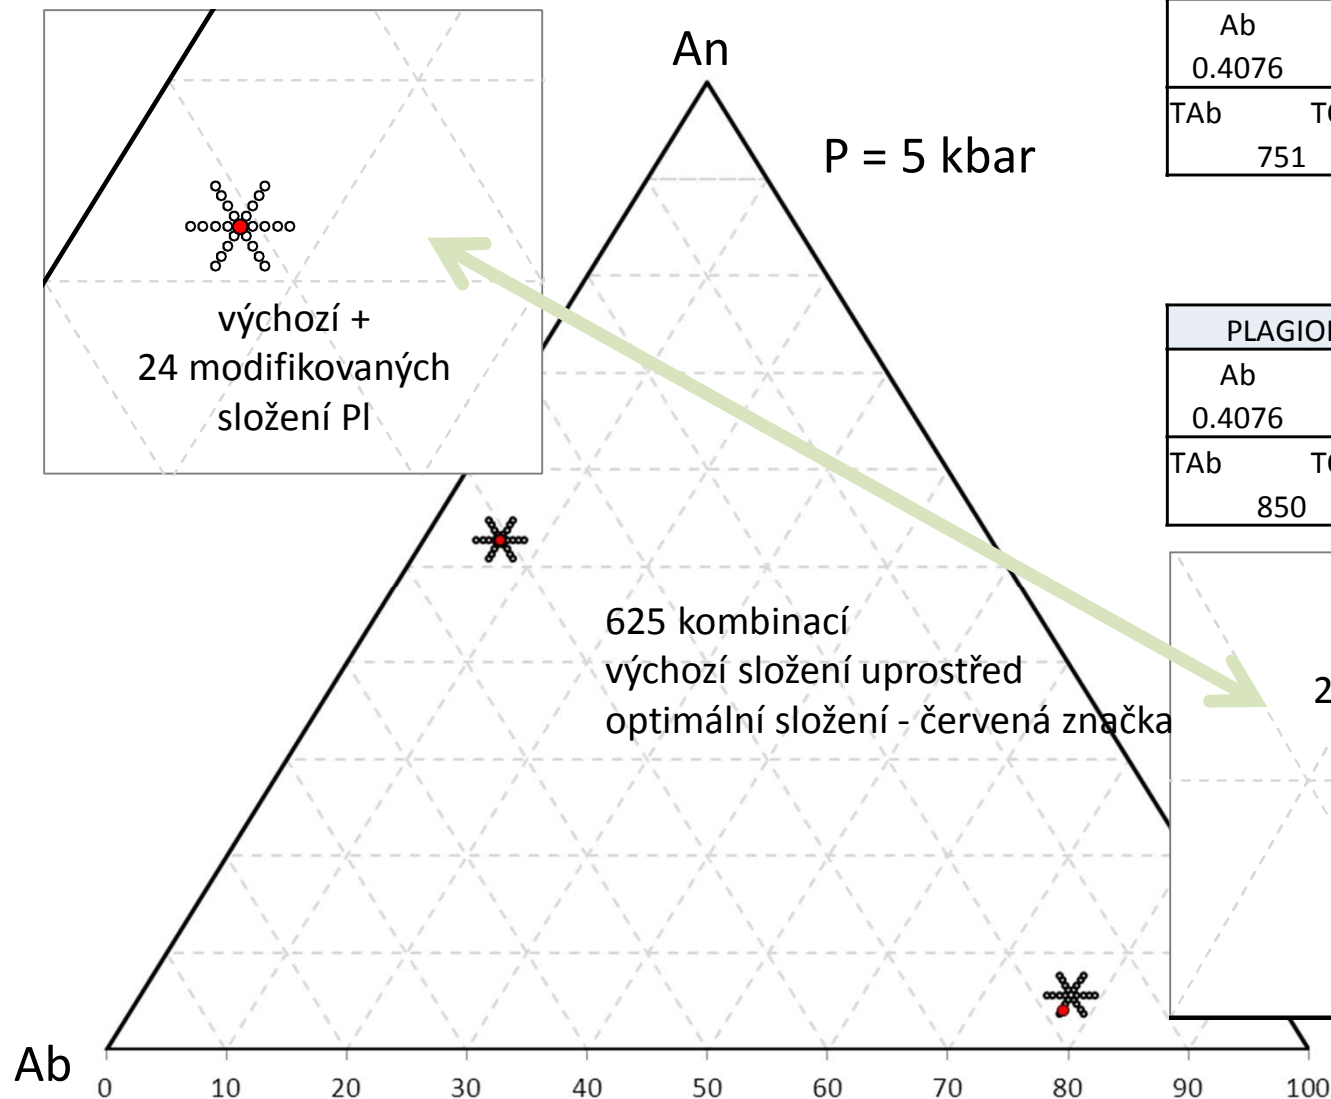 An
P = 5 kbar
výchozí +
24 modifikovaných
složení Pl
Ab
0.4076
TAb
751
Ab
0.4076
TAb
850
2
625 kombinací
výchozí složení uprostřed
optimální složení - červená značka
Ab
0 10 20 30 40 50 60 70 80 90 100